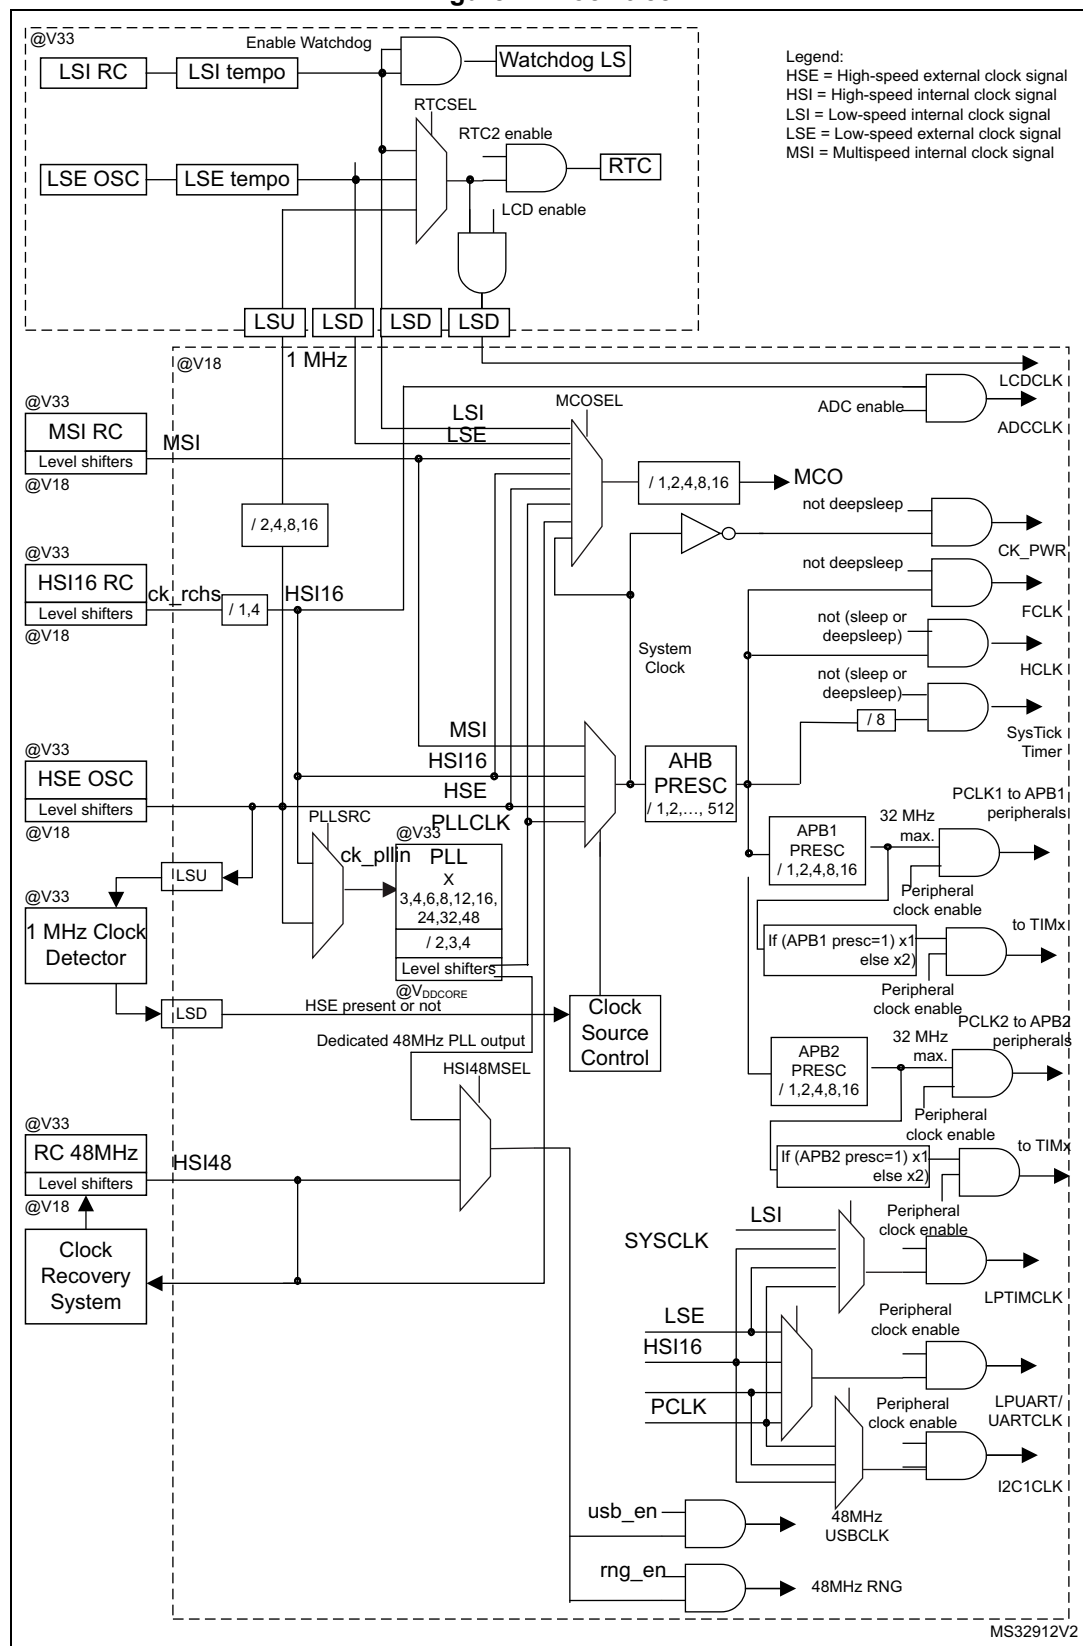 @V33
Enable Watchdog
LSI RC
LSI tempo
Watchdog LS
Legend:
HSE = High-speed external clock signal
HSI = High-speed internal clock signal
LSI = Low-speed internal clock signal
LSE = Low-speed external clock signal
MSI = Multispeed internal clock signal
RTCSEL
RTC2 enable
LSE OSC
LSE tempo
RTC
LCD enable
LSU
LSD
LSD
LSD
@V18
1 MHz
LCDCLK
@V33
MSI RC
Level shifters
@V18
MSI
LSI
LSE
MCOSEL
ADC enable
ADCCLK
/ 1,2,4,8,16
MCO
/ 2,4,8,16
not deepsleep
CK_PWR
@V33
HSI16 RC
Level shifters
@V18
ck_rchs
/ 1,4
HSI16
not deepsleep
FCLK
not (sleep or
deepsleep)
HCLK
System
Clock
not (sleep or
deepsleep)
/ 8
SysTick
Timer
@V33
HSE OSC
Level shifters
@V18
MSI
HSI16
HSE
PLLCLK
AHB
PRESC
/ 1,2,..., 512
PLLSRC
ck_pllin
@V33
PLL
X
3,4,6,8,12,16,
24,32,48
/ 2,3,4
Level shifters
@VDDCORE
PCLK1 to APB1
peripherals
32 MHz
max.
APB1
PRESC
/ 1,2,4,8,16
Peripheral
clock enable
LSU
@V33
1 MHz Clock
Detector
If (APB1 presc=1) x1
else x2)
to TIMx
Peripheral
clock enable
LSD
HSE present or not
Clock
Source
Control
Dedicated 48MHz PLL output
PCLK2 to APB2
peripherals
32 MHz
max.
APB2
PRESC
/ 1,2,4,8,16
Peripheral
clock enable
HSI48MSEL
@V33
RC 48MHz
Level shifters
@V18
HSI48
If (APB2 presc=1) x1
else x2)
to TIMx
Peripheral
clock enable
Clock
Recovery
System
LSI
SYSCLK
LPTIMCLK
LSE
HSI16
PCLK
Peripheral
clock enable
LPUART/
UARTCLK
Peripheral
clock enable
I2C1CLK
usb_en
48MHz
USBCLK
rng_en
48MHz RNG
MS32912V2